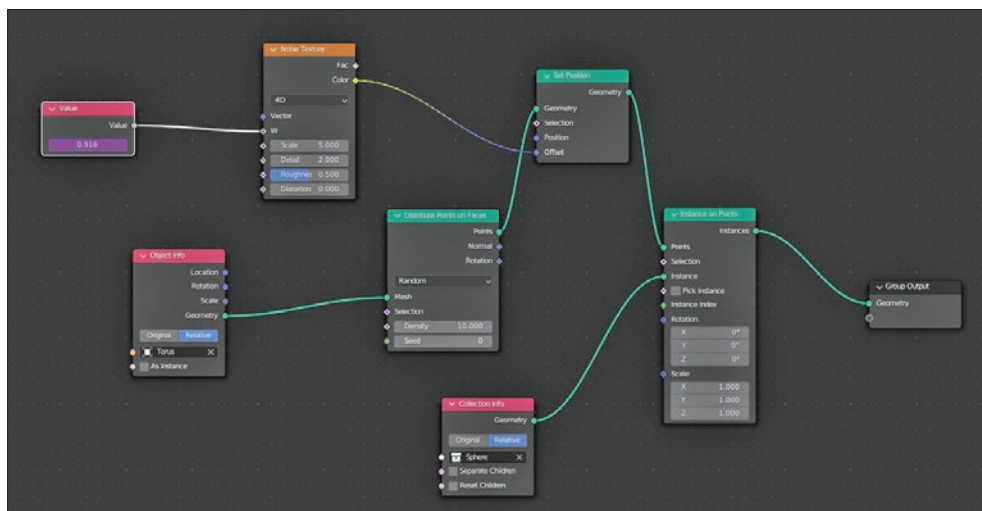 Value
Value
0.916
Noise Texture
Fac
Color
4D
Vector
W
Scale 5.000
Detail 2.000
Roughnes 0.500
Distortion 0.000
Set Position
Geometry
Geometry
Selection
Position
Offset
Object Info
Location
Rotation
Scale
Geometry
Original Relative
Torus
As Instance
Distribute Points on Faces
Points
Normal
Rotation
Random
Mesh
Selection
Density 10.000
Seed 0
Collection Info
Geometry
Original Relative
Sphere
Separate Children
Reset Children
Instance on Points
Instances
Points
Selection
Instance
Pick Instance
Instance Index
Rotation:
X 0°
Y 0°
Z 0°
Scale:
X 1.000
Y 1.000
Z 1.000
Group Output
Geometry